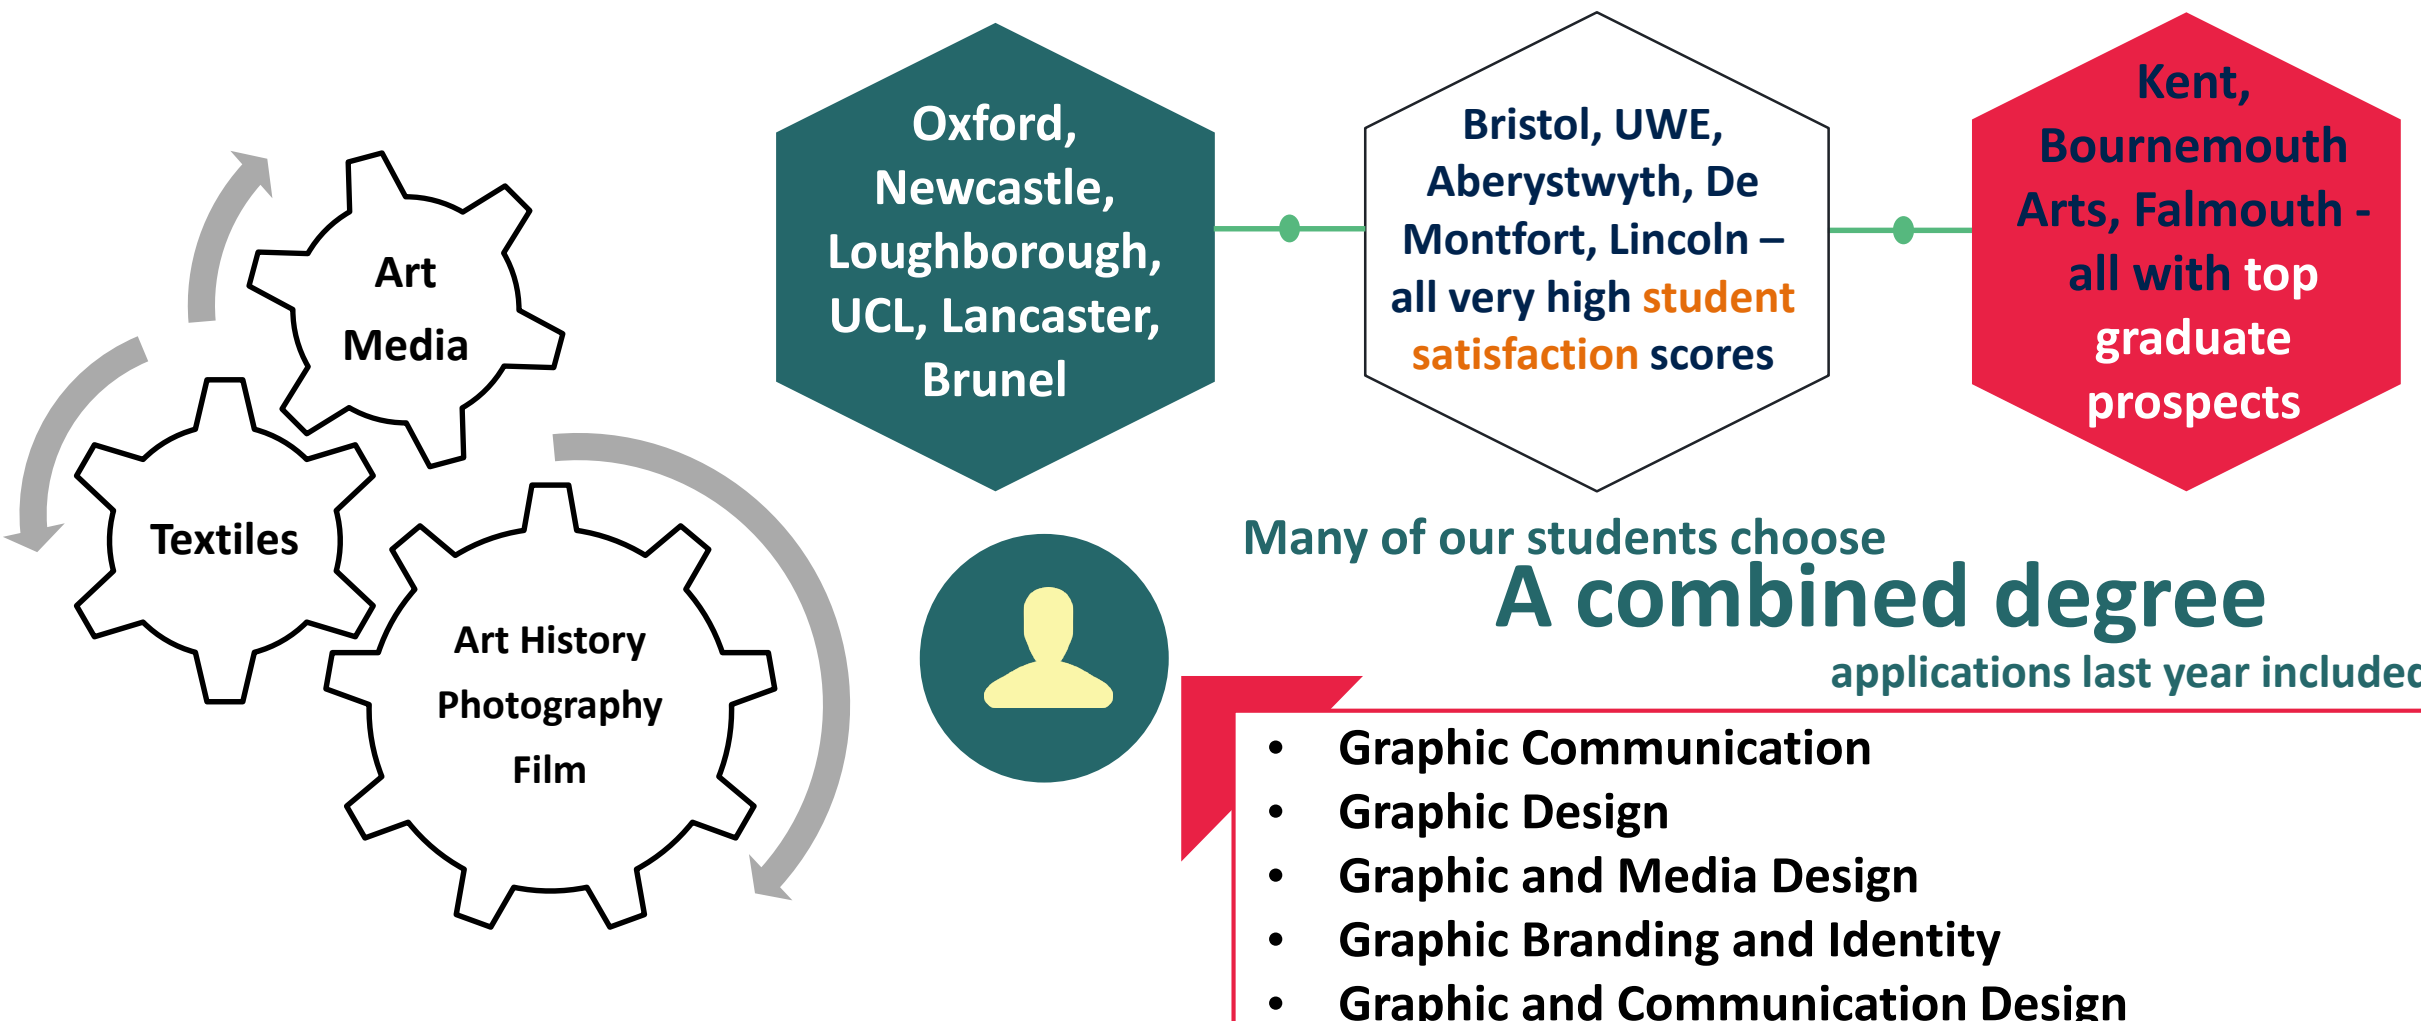 Art
Media
Textiles
Art History
Photography
Film
Oxford,
Newcastle,
Loughborough,
UCL, Lancaster,
Brunel
Bristol, UWE,
Aberystwyth, De
Montfort, Lincoln –
all very high student
satisfaction scores
Kent,
Bournemouth
Arts, Falmouth -
all with top
graduate
prospects
Many of our students choose
A combined degree
applications last year included
• Graphic Communication
• Graphic Design
• Graphic and Media Design
• Graphic Branding and Identity
• Graphic and Communication Design